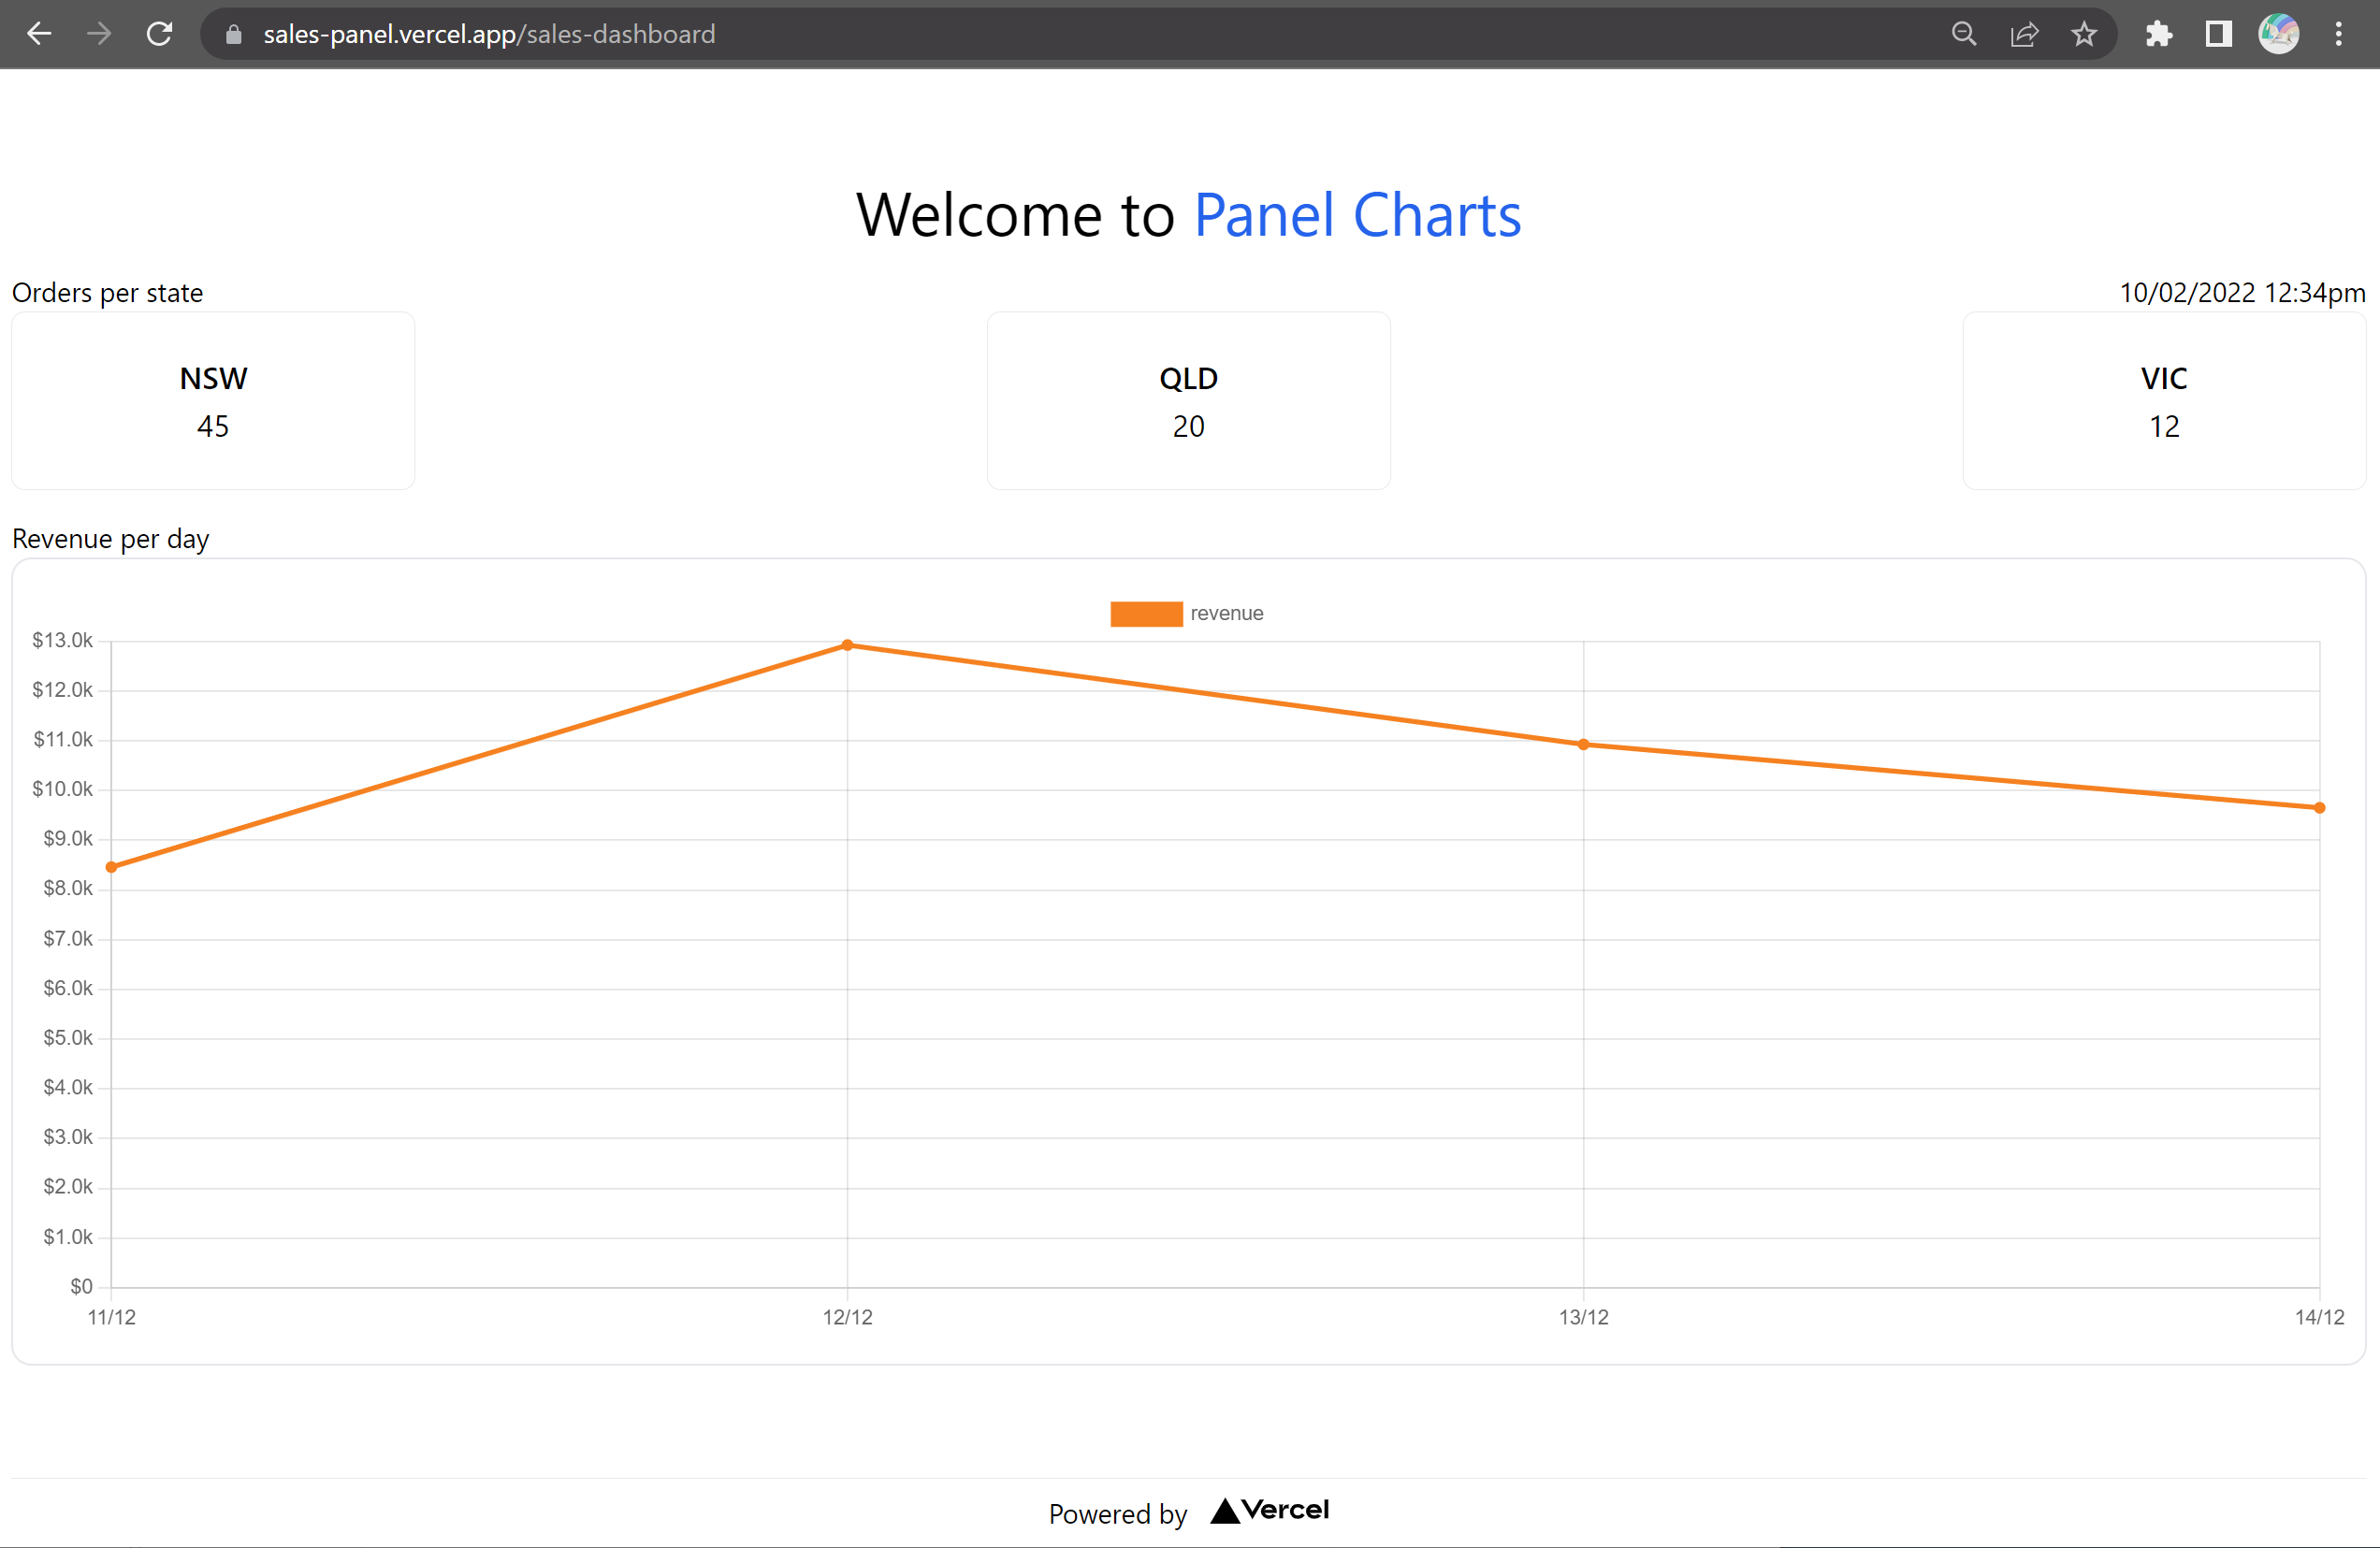 sales-panel.vercel.app/sales-dashboard
Welcome to Panel Charts
Orders per state
10/02/2022 12:34pm
NSW
45
QLD
20
VIC
12
Revenue per day
revenue
$13.0k
$12.0k
$11.0k
$10.0k
$9.0k
$8.0k
$7.0k
$6.0k
$5.0k
$4.0k
$3.0k
$2.0k
$1.0k
$0
11/12
12/12
13/12
14/12
Powered by Vercel